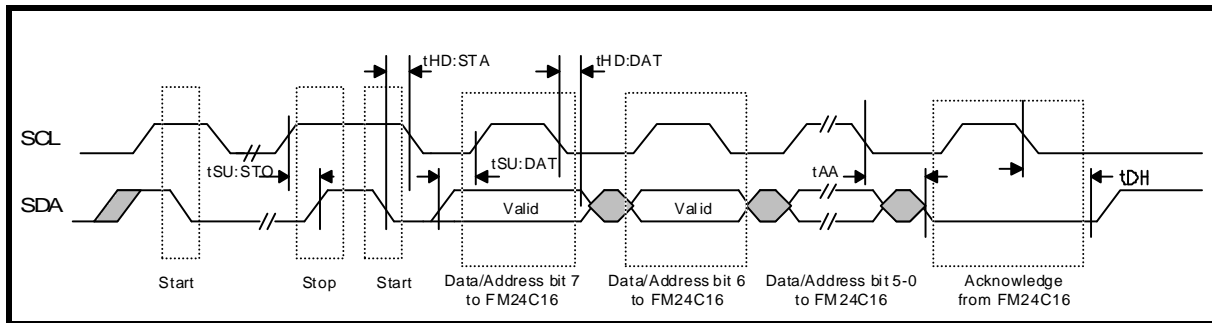 tHD:STA
tHD:DAT
SCL
tSU:STO
tSU:DAT
tAA
tDH
SDA
Valid
Valid
Start
Stop
Start
Data/Address bit 7
to FM24C16
Data/Address bit 6
to FM24C16
Data/Address bit 5-0
to FM24C16
Acknowledge
from FM24C16